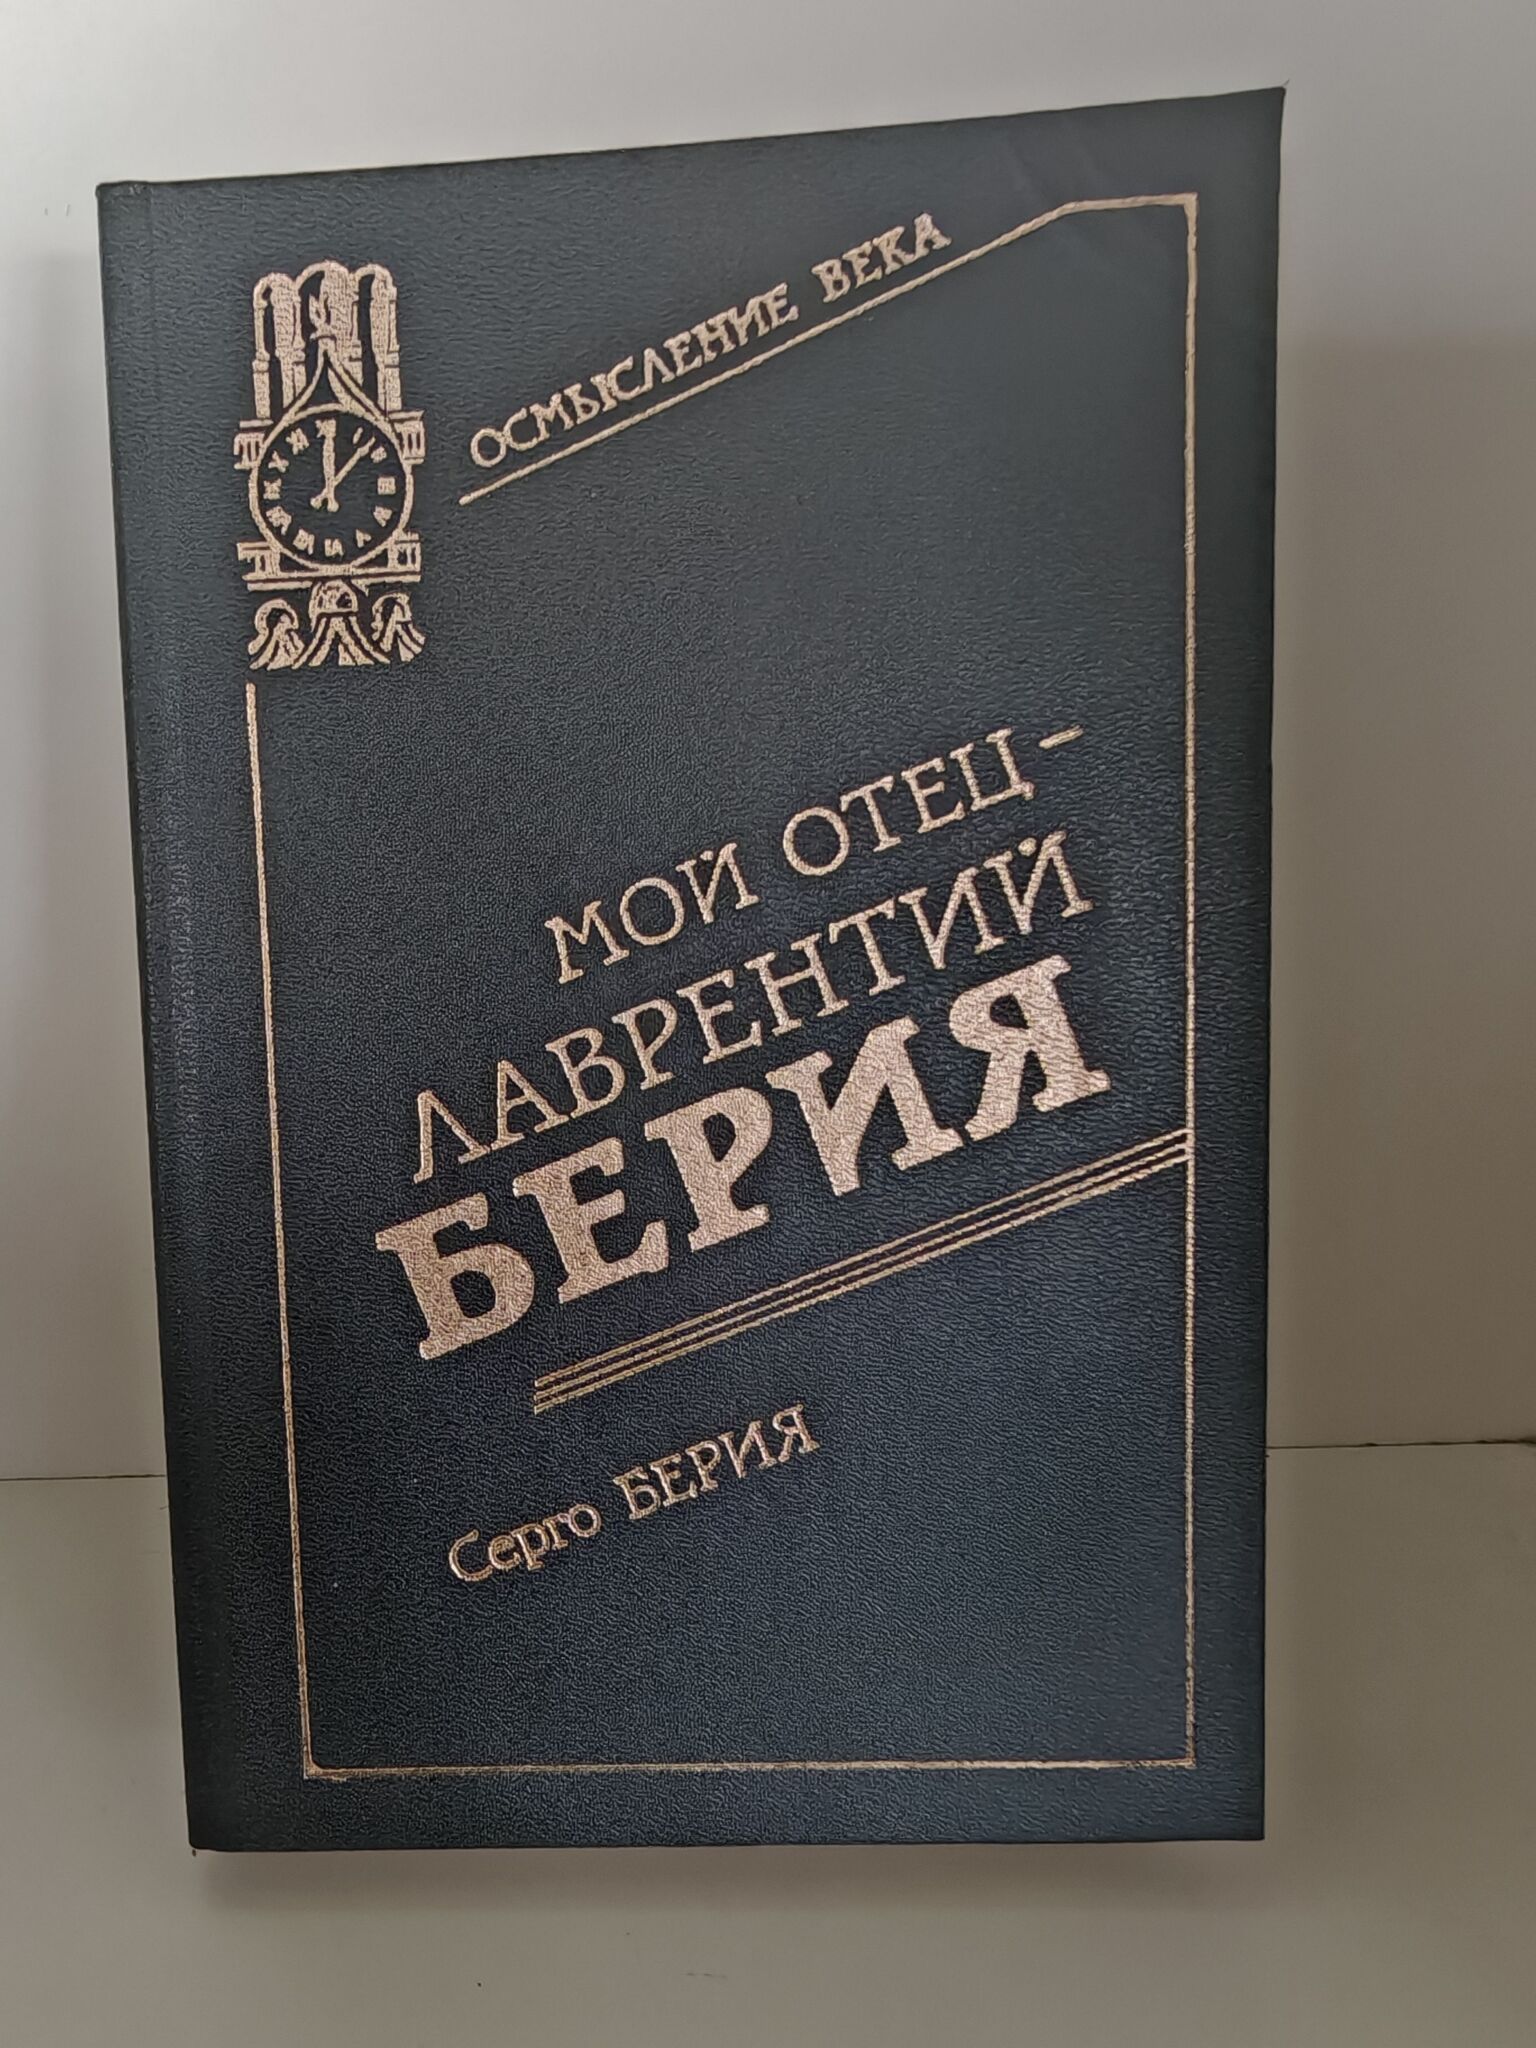 ОСМЫСЛЕНИЕ ВЕКА
МОЙ ОТЕЦ –
ЛАВРЕНТИЙ
БЕРИЯ
Серго БЕРИЯ